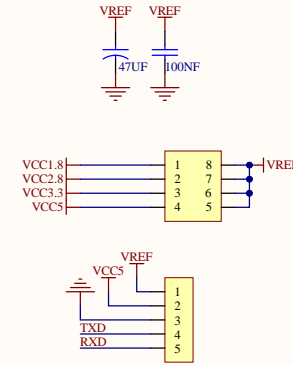 VREF VREF
47UF 100NF
VCC1.8 1 8 VREF
VCC2.8 2 7
VCC3.3 3 6
VCC5 4 5
VREF
VCC5
1
2
3
TXD 4
RXD 5